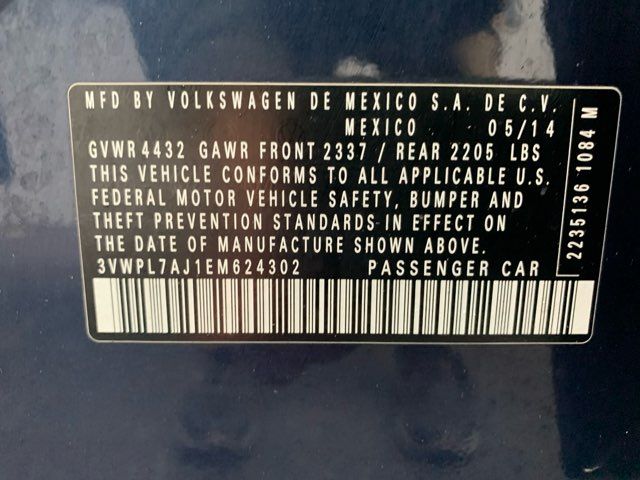 MFD BY VOLKSWAGEN DE MEXICO S.A. DE C.V.
MEXICO 05/14
GVWR 4432 GAWR FRONT 2337 / REAR 2205 LBS
THIS VEHICLE CONFORMS TO ALL APPLICABLE U.S.
FEDERAL MOTOR VEHICLE SAFETY, BUMPER AND
THEFT PREVENTION STANDARDS IN EFFECT ON
THE DATE OF MANUFACTURE SHOWN ABOVE.
3VWPL7AJ1EM624302 PASSENGER CAR
2235136 1084 M